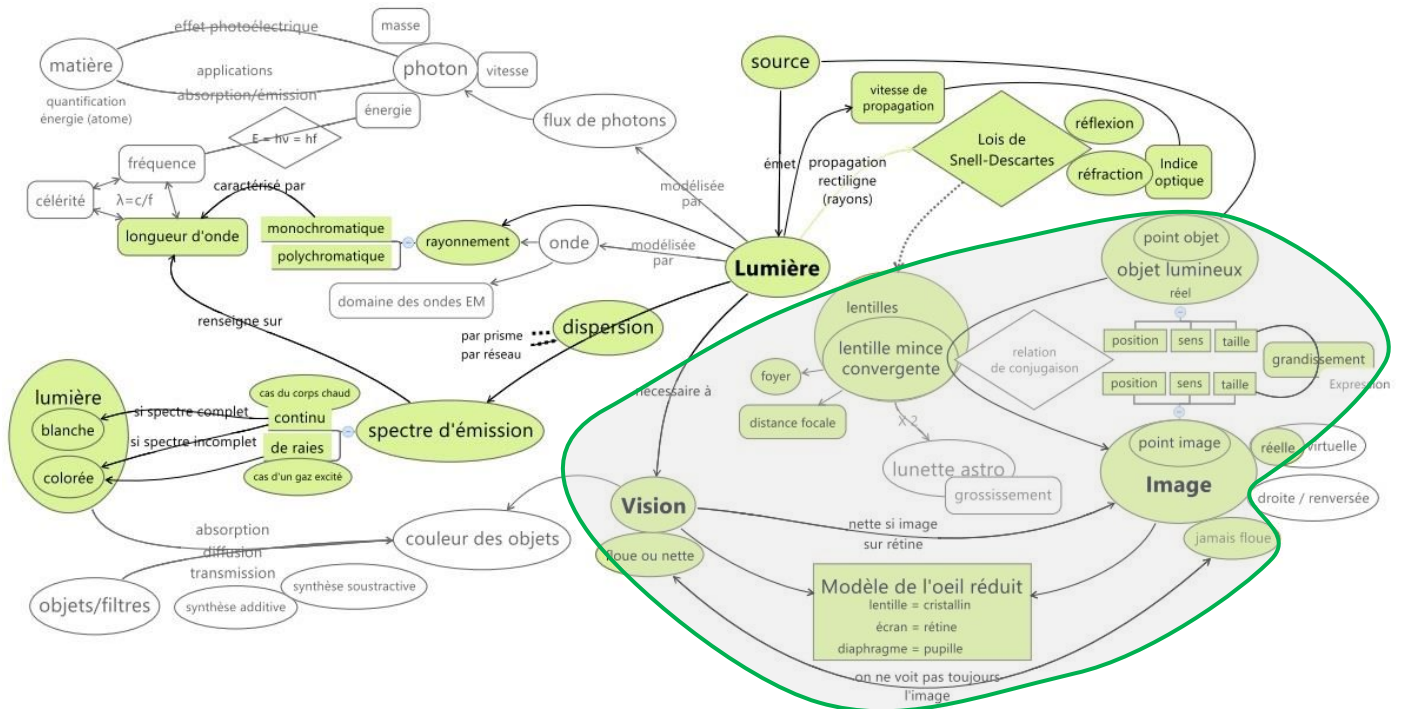 effet photoélectrique
masse
matière
applications
photon
vitesse
absorption/émission
quantification
énergie (atome)
énergie
E = hν = hf
flux de photons
fréquence
célérité
λ=c/f
caractérisé par
longueur d'onde
monochromatique
polychromatique
rayonnement
onde
modélisée
par
modélisée
par
domaine des ondes EM
source
vitesse de
propagation
émet
propagation
rectiligne
(rayons)
Lois de
Snell-Descartes
réflexion
réfraction
Indice
optique
Lumière
renseigne sur
par prisme
par réseau
dispersion
nécessaire à
lumière
blanche
colorée
si spectre complet
si spectre incomplet
cas du corps chaud
continu
de raies
cas d'un gaz excité
spectre d'émission
absorption
diffusion
transmission
couleur des objets
objets/filtres
synthèse additive
synthèse soustractive
point objet
objet lumineux
réel
lentilles
lentille mince
convergente
foyer
distance focale
X 2
lunette astro
grossissement
relation
de conjugaison
position
sens
taille
grandissement
Expression
position
sens
taille
point image
Image
réelle
virtuelle
droite / renversée
jamais floue
Vision
floue ou nette
nette si image
sur rétine
Modèle de l'oeil réduit
lentille = cristallin
écran = rétine
diaphragme = pupille
on ne voit pas toujours
l'image